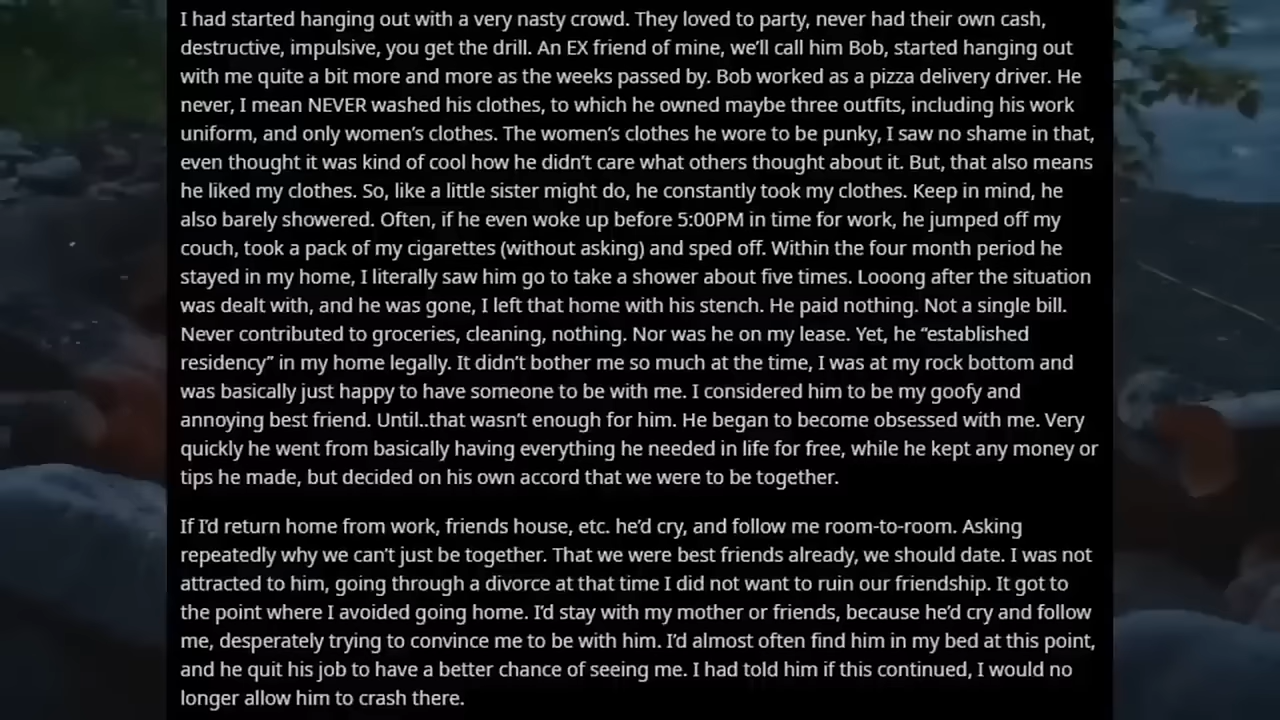 I had started hanging out with a very nasty crowd. They loved to party, never had their own cash,
destructive, impulsive, you get the drill. An EX friend of mine, we'll call him Bob, started hanging out
with me quite a bit more and more as the weeks passed by. Bob worked as a pizza delivery driver. He
never, I mean NEVER washed his clothes, to which he owned maybe three outfits, including his work
uniform, and only women's clothes. The women's clothes he wore to be punky, I saw no shame in that,
even thought it was kind of cool how he didn't care what others thought about it. But, that also means
he liked my clothes. So, like a little sister might do, he constantly took my clothes. Keep in mind, he
also barely showered. Often, if he even woke up before 5:00PM in time for work, he jumped off my
couch, took a pack of my cigarettes (without asking) and sped off. Within the four month period he
stayed in my home, I literally saw him go to take a shower about five times. Looong after the situation
was dealt with, and he was gone, I left that home with his stench. He paid nothing. Not a single bill.
Never contributed to groceries, cleaning, nothing. Nor was he on my lease. Yet, he “established
residency” in my home legally. It didn't bother me so much at the time, I was at my rock bottom and
was basically just happy to have someone to be with me. I considered him to be my goofy and
annoying best friend. Until..that wasn't enough for him. He began to become obsessed with me. Very
quickly he went from basically having everything he needed in life for free, while he kept any money or
tips he made, but decided on his own accord that we were to be together.
If I'd return home from work, friends house, etc. he'd cry, and follow me room-to-room. Asking
repeatedly why we can't just be together. That we were best friends already, we should date. I was not
attracted to him, going through a divorce at that time I did not want to ruin our friendship. It got to
the point where I avoided going home. I'd stay with my mother or friends, because he'd cry and follow
me, desperately trying to convince me to be with him. I'd almost often find him in my bed at this point,
and he quit his job to have a better chance of seeing me. I had told him if this continued, I would no
longer allow him to crash there.